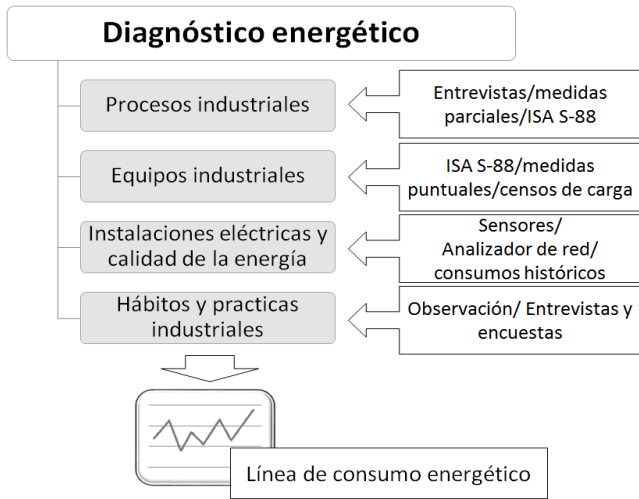 Diagnóstico energético
Procesos industriales
Entrevistas/medidas
parciales/ISA S-88
Equipos industriales
ISA S-88/medidas
puntuales/censos de carga
Instalaciones eléctricas y
calidad de la energía
Sensores/
Analizador de red/
consumos históricos
Hábitos y practicas
industriales
Observación/ Entrevistas y
encuestas
Línea de consumo energético